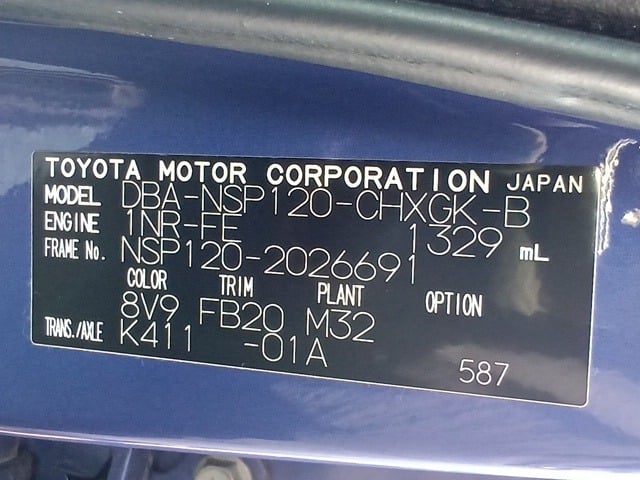 TOYOTA MOTOR CORPORATION JAPAN
MODEL DBA-NSP120-CHXGK-B
ENGINE 1NR-FE 1329 mL
FRAME No. NSP120-2026691
COLOR TRIM PLANT OPTION
8V9 FB20 M32
TRANS./AXLE K411 -01A
587